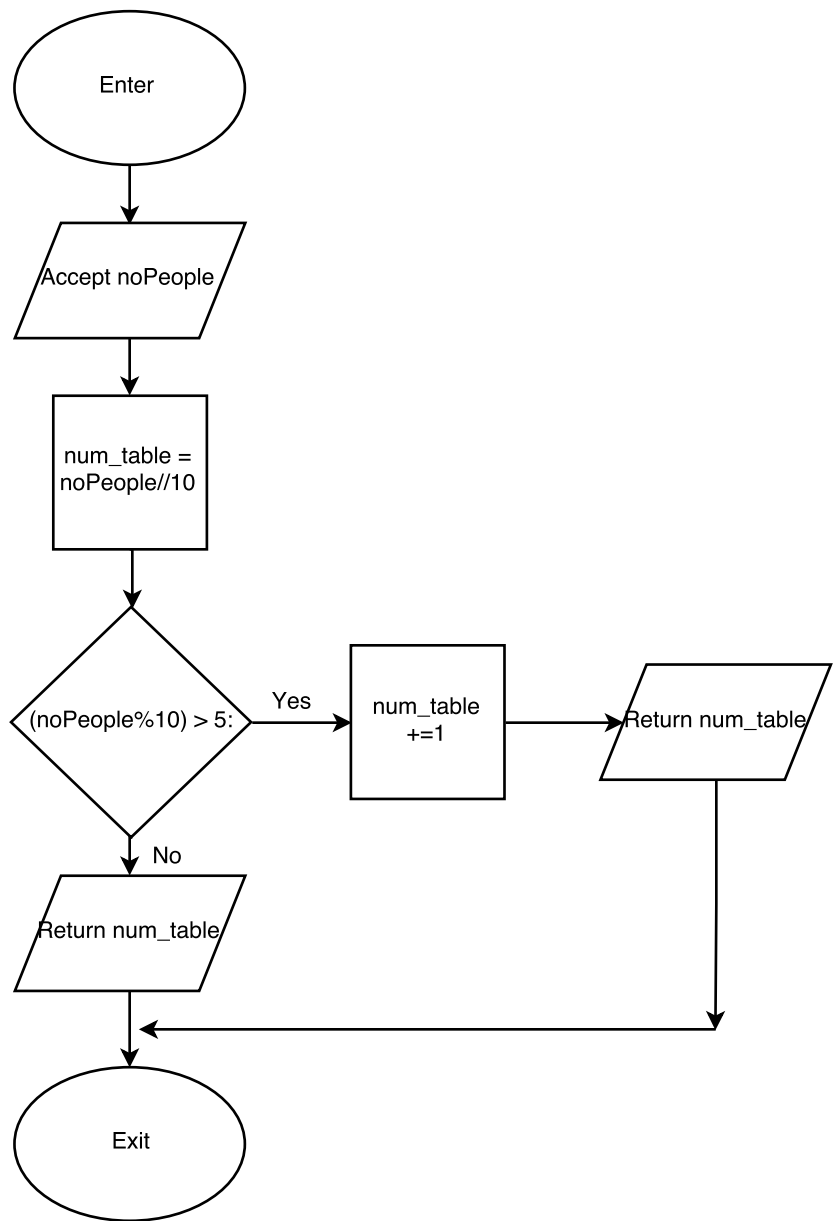 Enter
Accept noPeople
num_table =
noPeople//10
(noPeople%10) > 5:
Yes
num_table
+=1
Return num_table
No
Return num_table
Exit